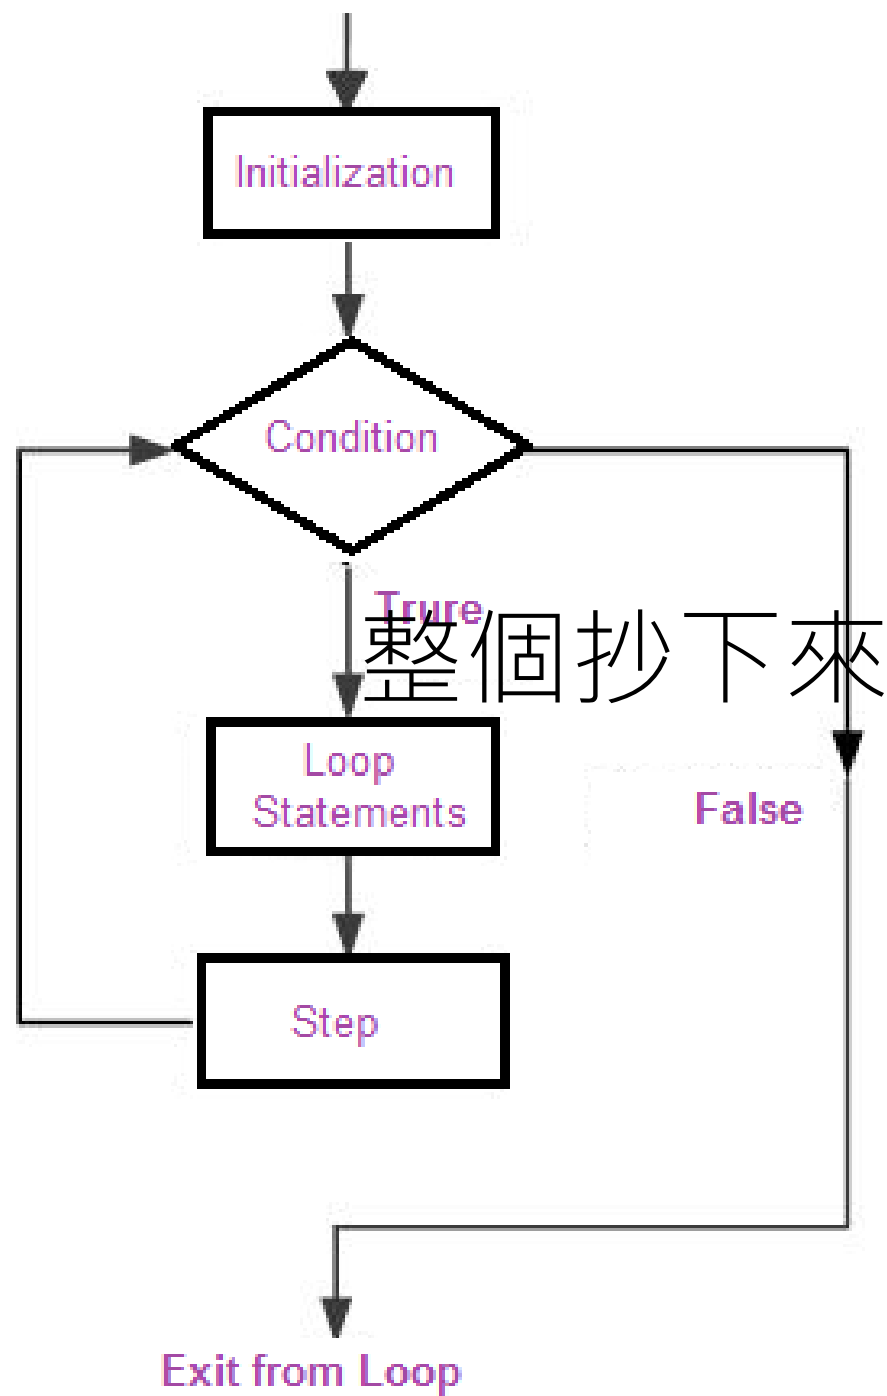 Initialization
Condition
Trure
整個抄下來
Loop
Statements
False
Step
Exit from Loop